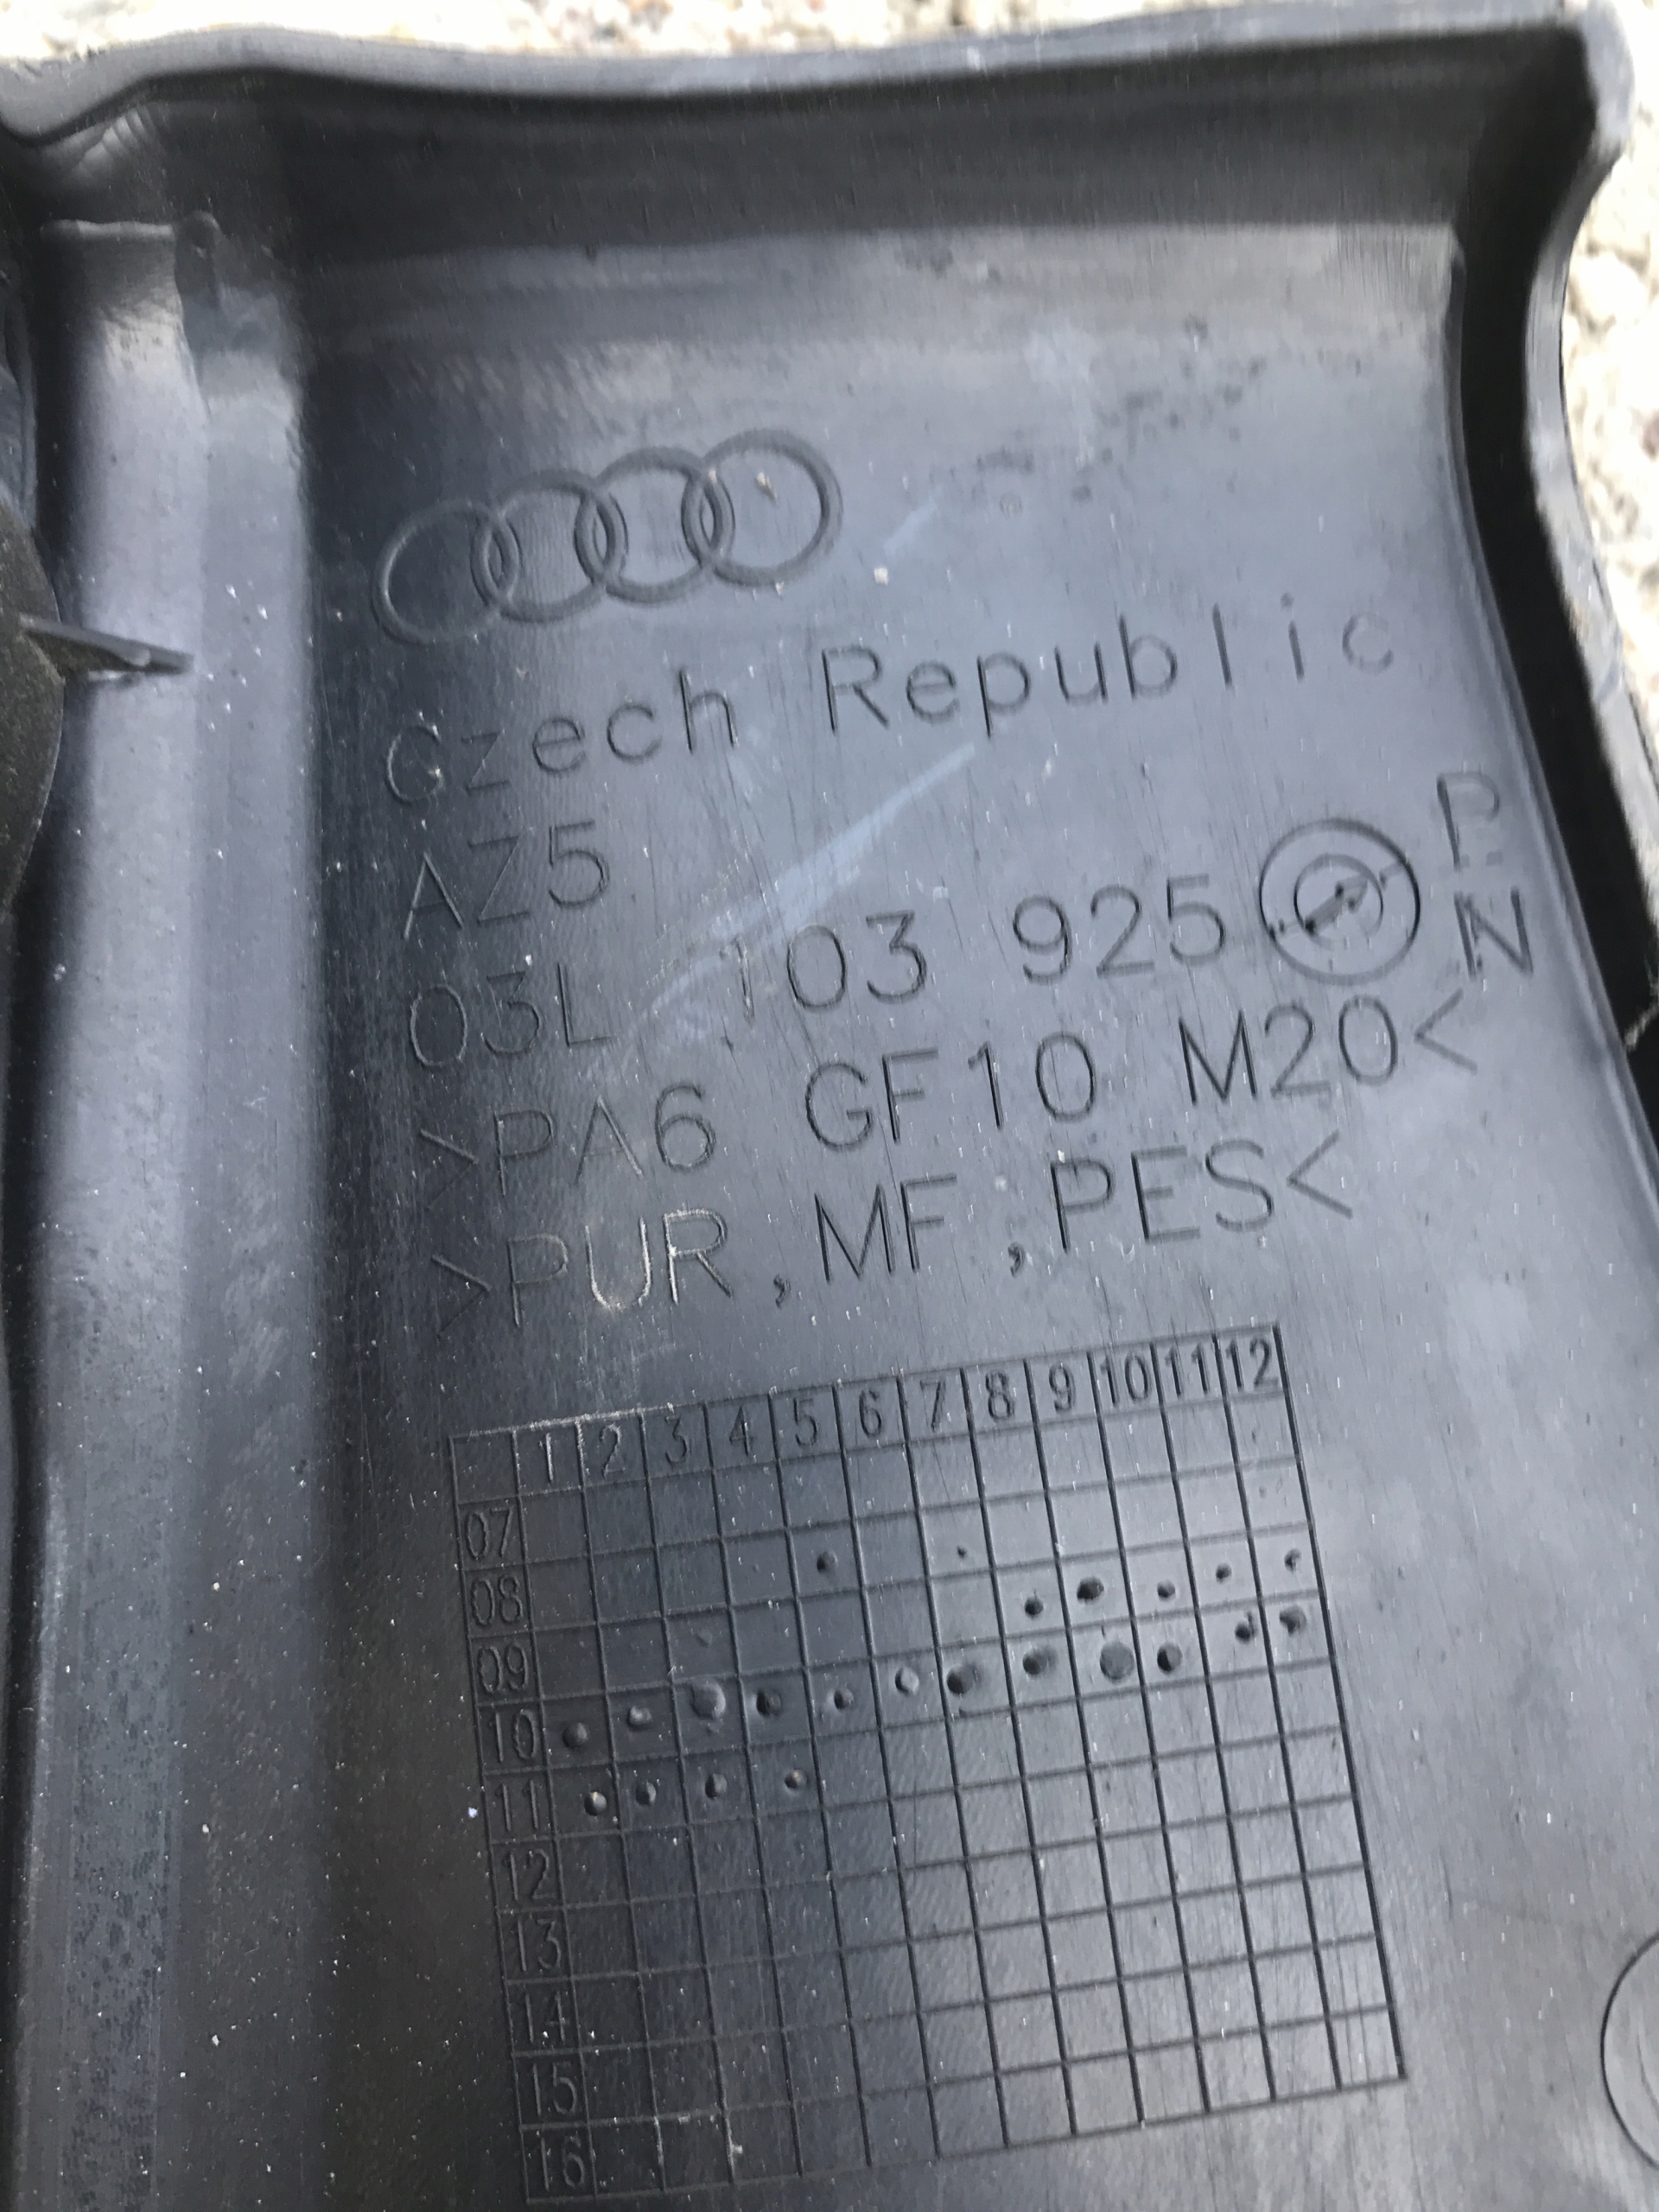 Czech Republic
AZ5
03L 103 925 P
N
>PA6 GF10 M20<
>PUR,MF,PES<
1 2 3 4 5 6 7 8 9 10 11 12
07
08
09
10
11
12
13
14
15
16